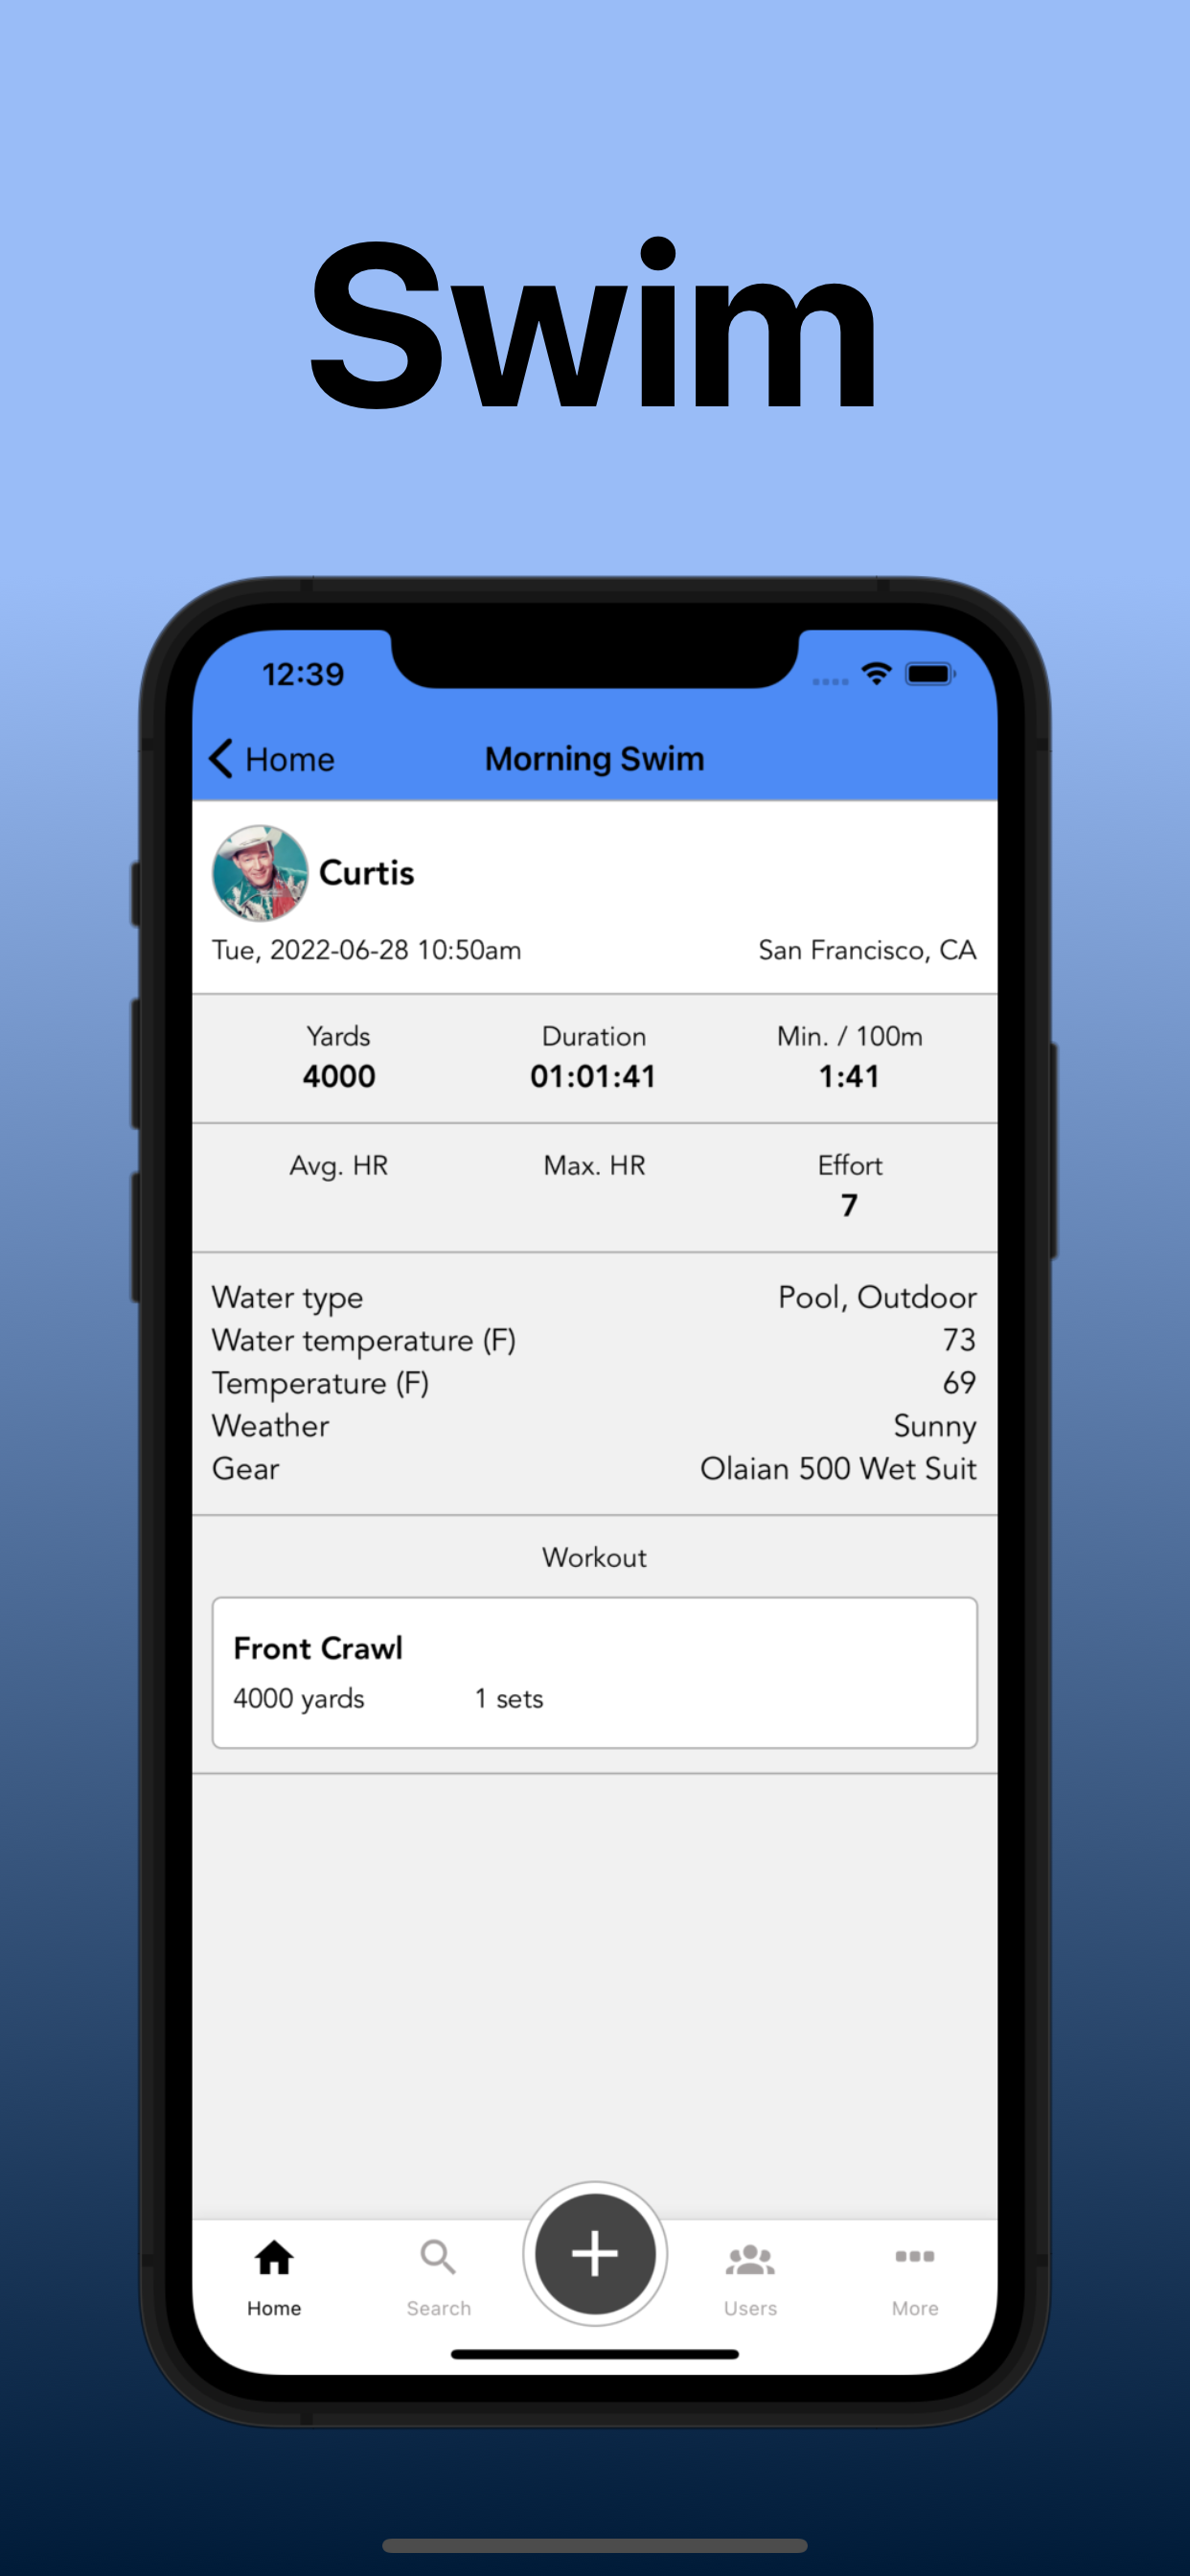 Swim
12:39
Home Morning Swim
Curtis
Tue, 2022-06-28 10:50am San Francisco, CA
Yards Duration Min. / 100m
4000 01:01:41 1:41
Avg. HR Max. HR Effort
7
Water type Pool, Outdoor
Water temperature (F) 73
Temperature (F) 69
Weather Sunny
Gear Olaian 500 Wet Suit
Workout
Front Crawl
4000 yards 1 sets
Home Search Users More